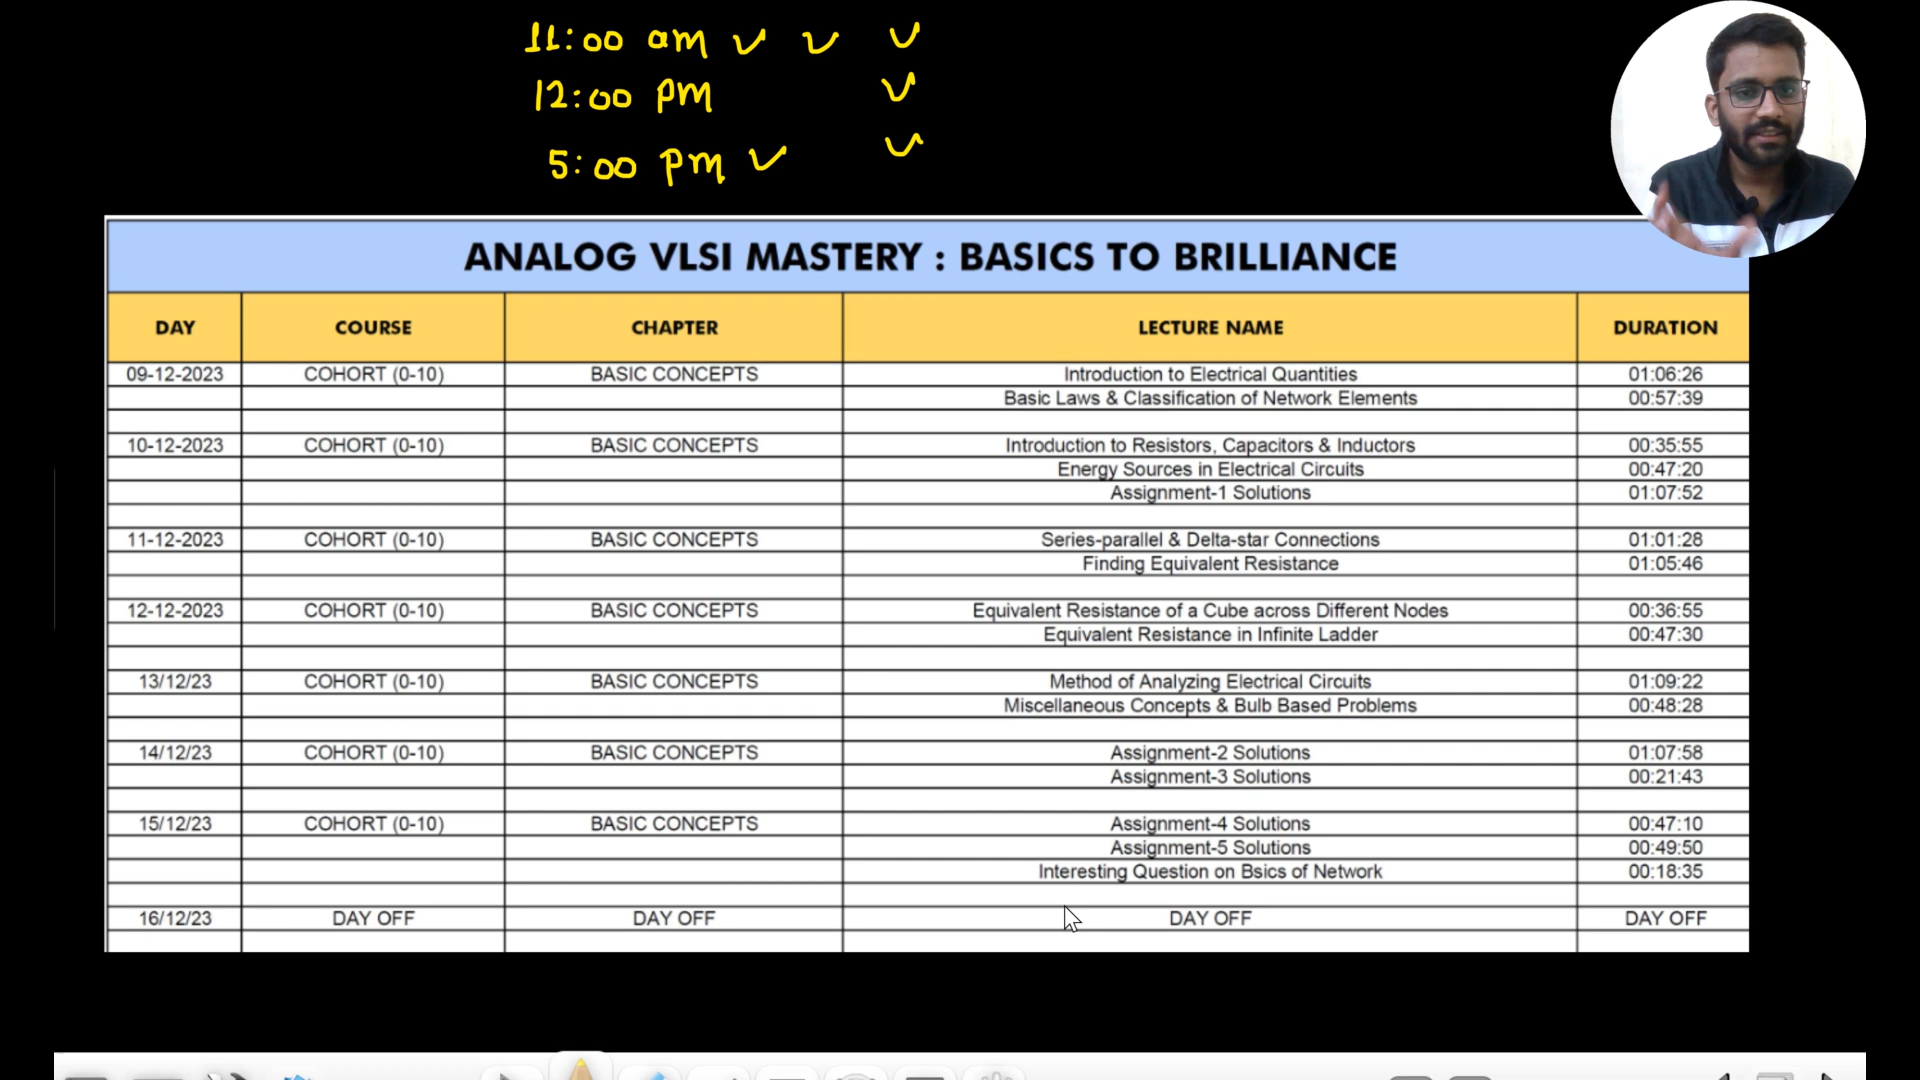 11:00 am
12:00 pm
5:00 pm
ANALOG VLSI MASTERY : BASICS TO BRILLIANCE
DAY COURSE CHAPTER LECTURE NAME DURATION
09-12-2023 COHORT (0-10) BASIC CONCEPTS Introduction to Electrical Quantities 01:06:26
Basic Laws & Classification of Network Elements 00:57:39
10-12-2023 COHORT (0-10) BASIC CONCEPTS Introduction to Resistors, Capacitors & Inductors 00:35:55
Energy Sources in Electrical Circuits 00:47:20
Assignment-1 Solutions 01:07:52
11-12-2023 COHORT (0-10) BASIC CONCEPTS Series-parallel & Delta-star Connections 01:01:28
Finding Equivalent Resistance 01:05:46
12-12-2023 COHORT (0-10) BASIC CONCEPTS Equivalent Resistance of a Cube across Different Nodes 00:36:55
Equivalent Resistance in Infinite Ladder 00:47:30
13/12/23 COHORT (0-10) BASIC CONCEPTS Method of Analyzing Electrical Circuits 01:09:22
Miscellaneous Concepts & Bulb Based Problems 00:48:28
14/12/23 COHORT (0-10) BASIC CONCEPTS Assignment-2 Solutions 01:07:58
Assignment-3 Solutions 00:21:43
15/12/23 COHORT (0-10) BASIC CONCEPTS Assignment-4 Solutions 00:47:10
Assignment-5 Solutions 00:49:50
Interesting Question on Bsics of Network 00:18:35
16/12/23 DAY OFF DAY OFF DAY OFF DAY OFF